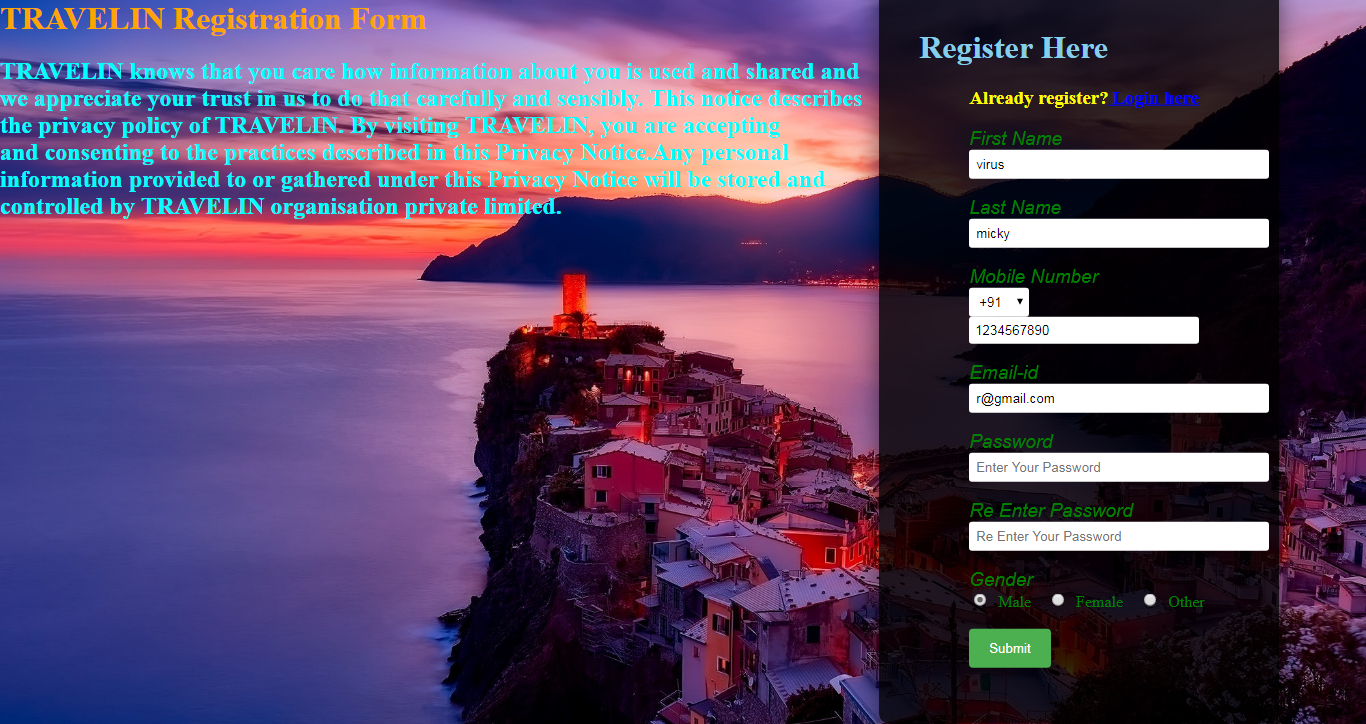 TRAVELIN Registration Form
TRAVELIN knows that you care how information about you is used and shared and
we appreciate your trust in us to do that carefully and sensibly. This notice describes
the privacy policy of TRAVELIN. By visiting TRAVELIN, you are accepting
and consenting to the practices described in this Privacy Notice.Any personal
information provided to or gathered under this Privacy Notice will be stored and
controlled by TRAVELIN organisation private limited.
Register Here
Already register? Login here
First Name
virus
Last Name
micky
Mobile Number
+91
1234567890
Email-id
r@gmail.com
Password
Enter Your Password
Re Enter Password
Re Enter Your Password
Gender
Male Female Other
Submit